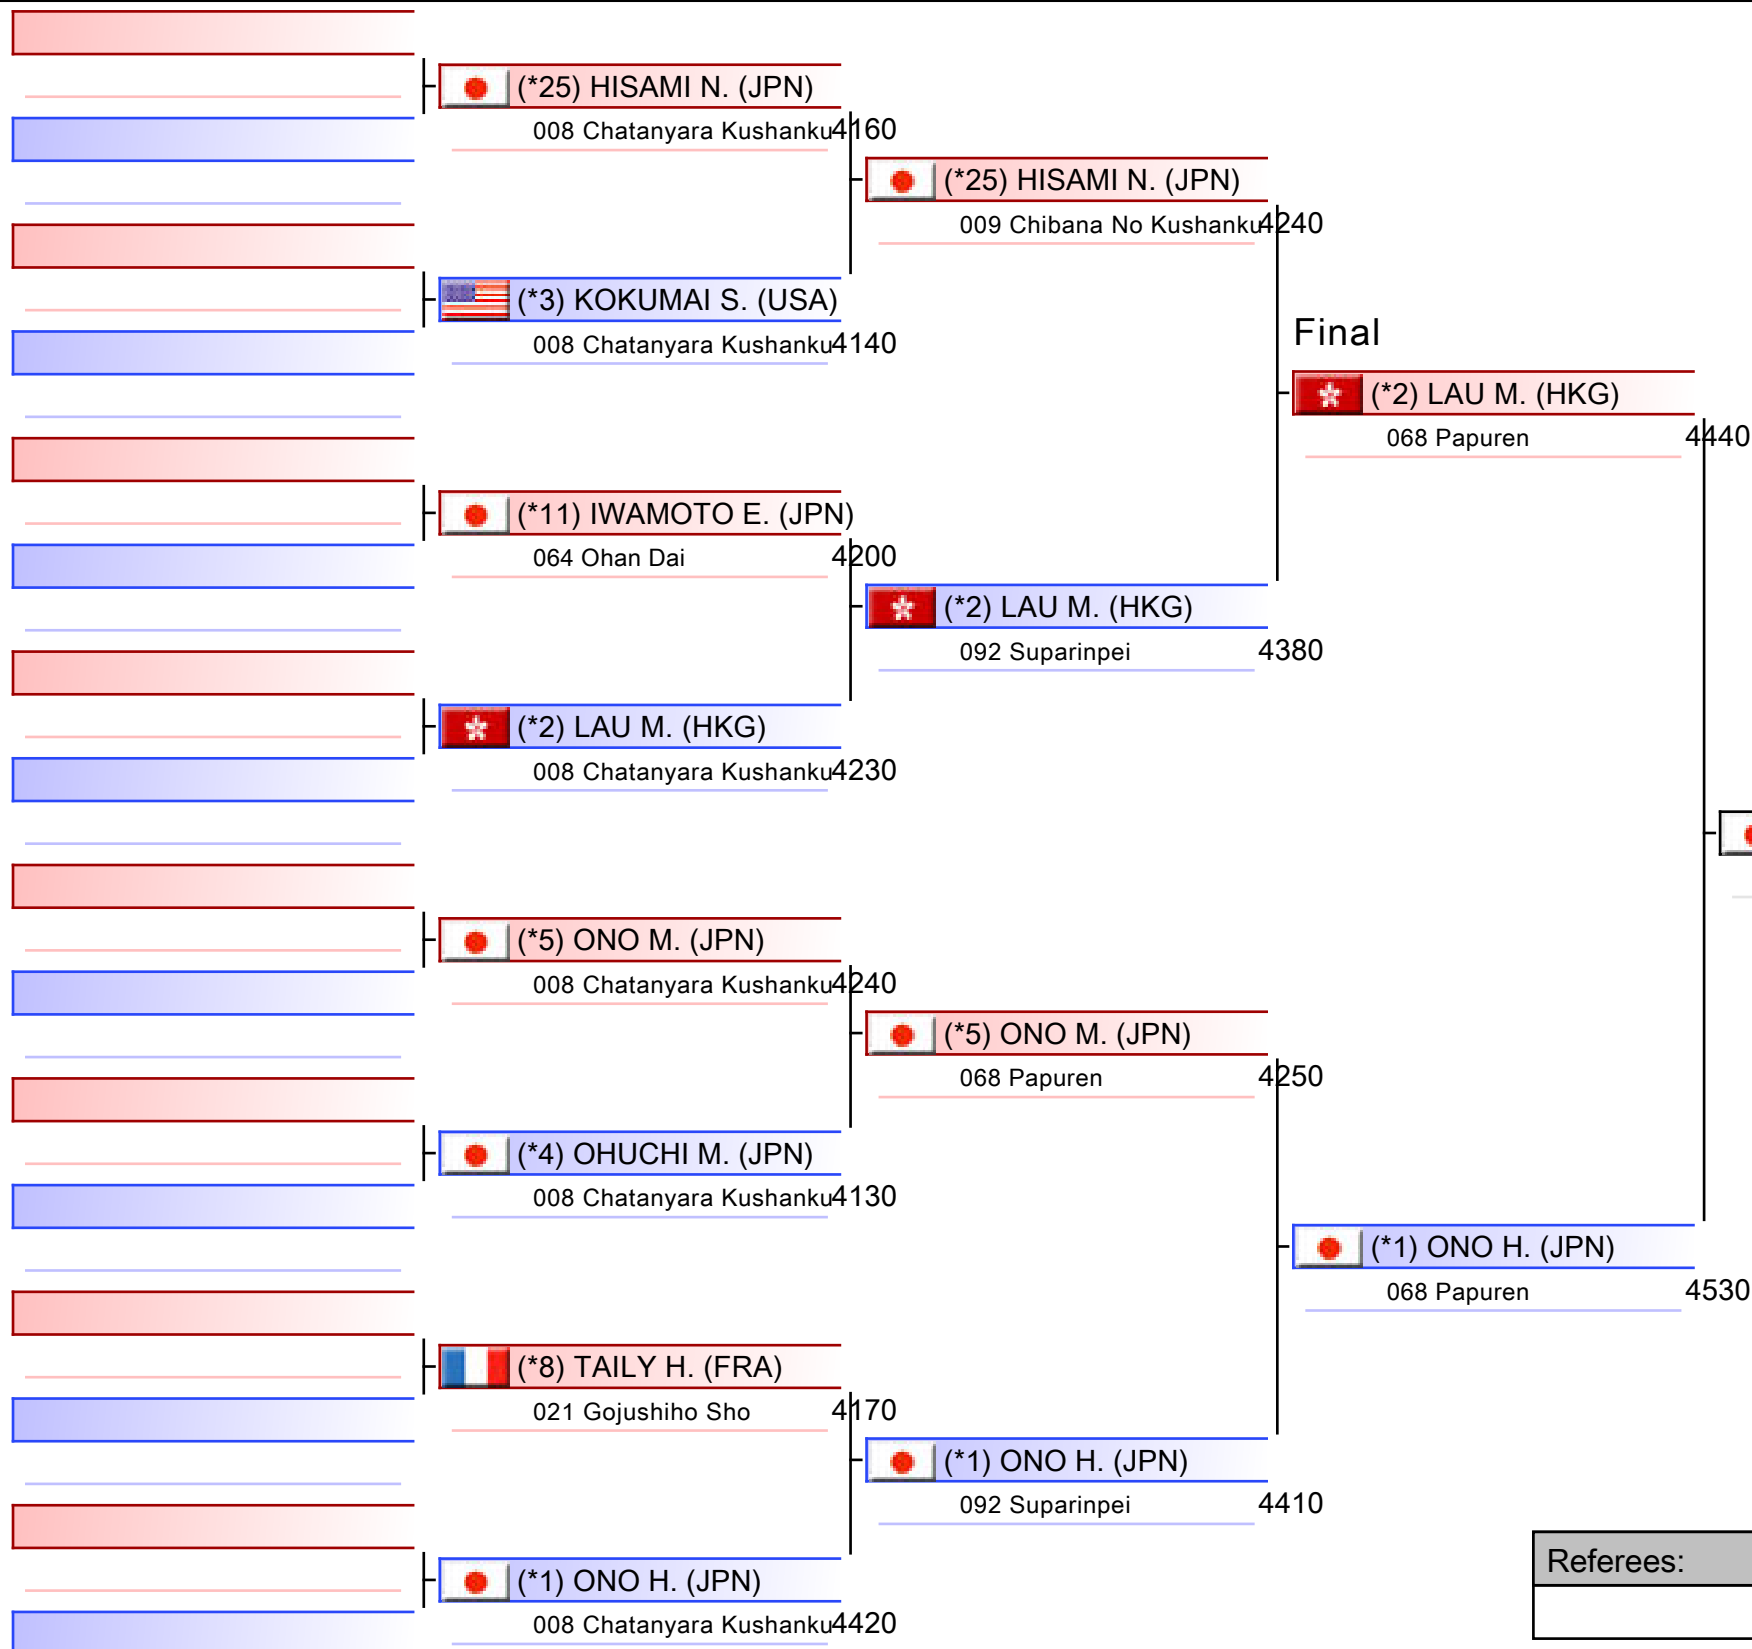 (*25) HISAMI N. (JPN)
008 Chatanyara Kushanku 4160
(*25) HISAMI N. (JPN)
009 Chibana No Kushanku 4240
(*3) KOKUMAI S. (USA)
008 Chatanyara Kushanku 4140
Final
(*2) LAU M. (HKG)
068 Papuren 4440
(*11) IWAMOTO E. (JPN)
064 Ohan Dai 4200
(*2) LAU M. (HKG)
092 Suparinpei 4380
(*2) LAU M. (HKG)
008 Chatanyara Kushanku 4230
(*5) ONO M. (JPN)
008 Chatanyara Kushanku 4240
(*5) ONO M. (JPN)
068 Papuren 4250
(*4) OHUCHI M. (JPN)
008 Chatanyara Kushanku 4130
(*1) ONO H. (JPN)
068 Papuren 4530
(*8) TAILY H. (FRA)
021 Gojushiho Sho 4170
(*1) ONO H. (JPN)
092 Suparinpei 4410
Referees:
(*1) ONO H. (JPN)
008 Chatanyara Kushanku 4420